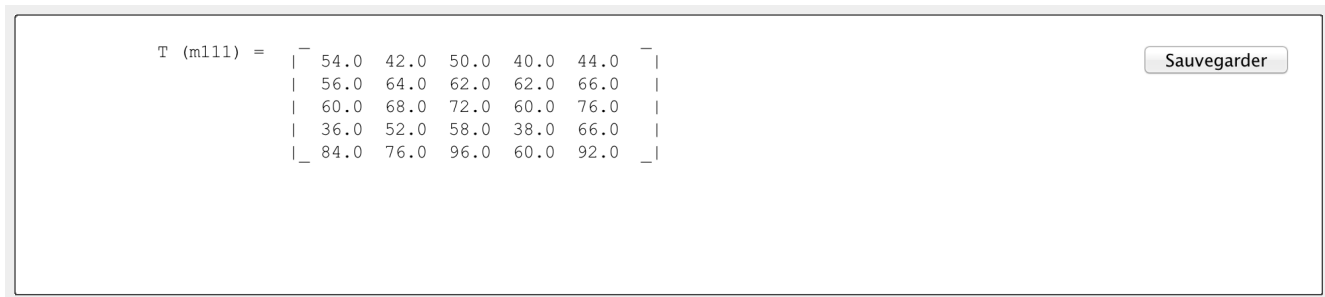 T (m111) = | 54.0 42.0 50.0 40.0 44.0 |
| 56.0 64.0 62.0 62.0 66.0 |
| 60.0 68.0 72.0 60.0 76.0 |
| 36.0 52.0 58.0 38.0 66.0 |
|_ 84.0 76.0 96.0 60.0 92.0 _|
Sauvegarder